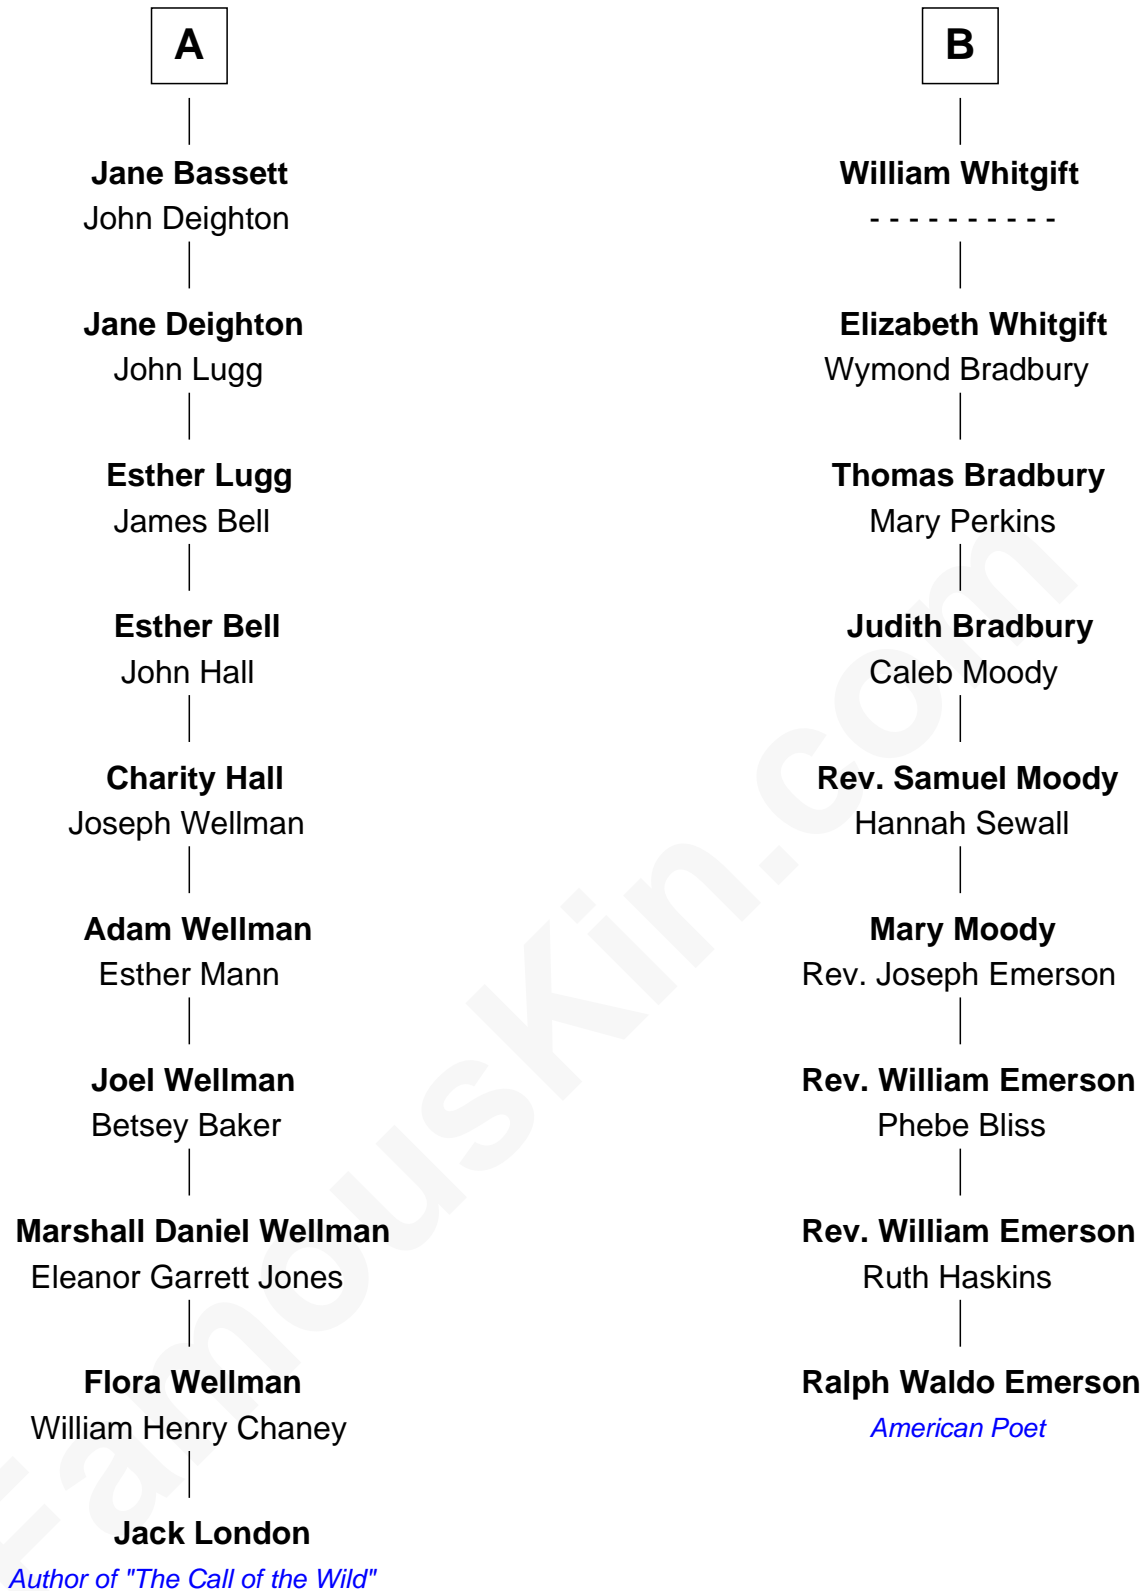 A
Jane Bassett
John Deighton
Jane Deighton
John Lugg
Esther Lugg
James Bell
Esther Bell
John Hall
Charity Hall
Joseph Wellman
Adam Wellman
Esther Mann
Joel Wellman
Betsey Baker
Marshall Daniel Wellman
Eleanor Garrett Jones
Flora Wellman
William Henry Chaney
Jack London
Author of "The Call of the Wild"
B
William Whitgift
- - - - - - - - - -
Elizabeth Whitgift
Wymond Bradbury
Thomas Bradbury
Mary Perkins
Judith Bradbury
Caleb Moody
Rev. Samuel Moody
Hannah Sewall
Mary Moody
Rev. Joseph Emerson
Rev. William Emerson
Phebe Bliss
Rev. William Emerson
Ruth Haskins
Ralph Waldo Emerson
American Poet
FamousKin.com